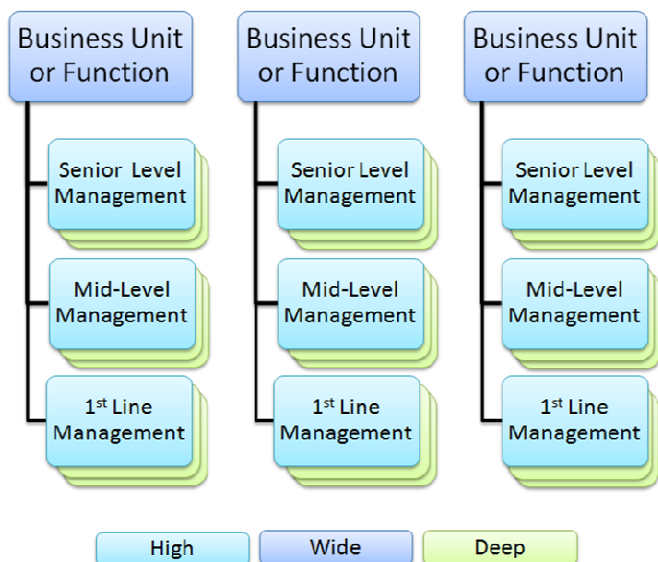 Business Unit
or Function
Senior Level
Management
Mid-Level
Management
1st Line
Management
Business Unit
or Function
Senior Level
Management
Mid-Level
Management
1st Line
Management
Business Unit
or Function
Senior Level
Management
Mid-Level
Management
1st Line
Management
High
Wide
Deep